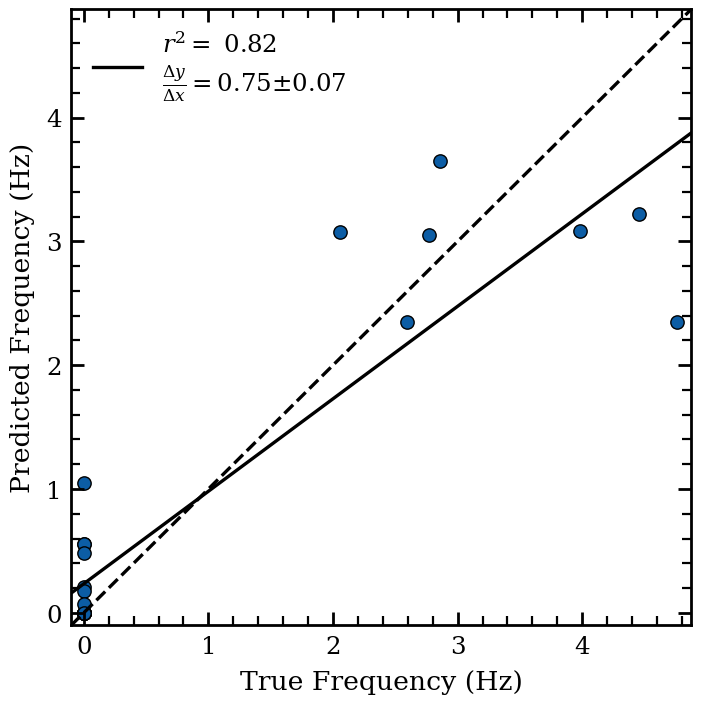 r² = 0.82
Δy/Δx = 0.75±0.07
Predicted Frequency (Hz)
4
3
2
1
0
0 1 2 3 4
True Frequency (Hz)